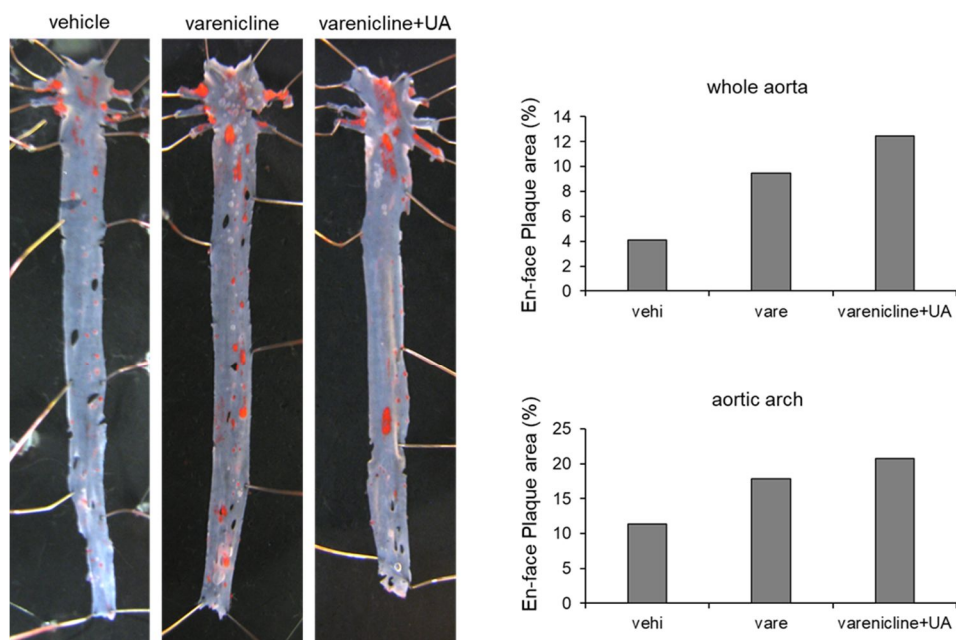 vehicle
varenicline
varenicline+UA
whole aorta
En-face Plaque area (%)
14
12
10
8
6
4
2
0
vehi
vare
varenicline+UA
aortic arch
En-face Plaque area (%)
25
20
15
10
5
0
vehi
vare
varenicline+UA